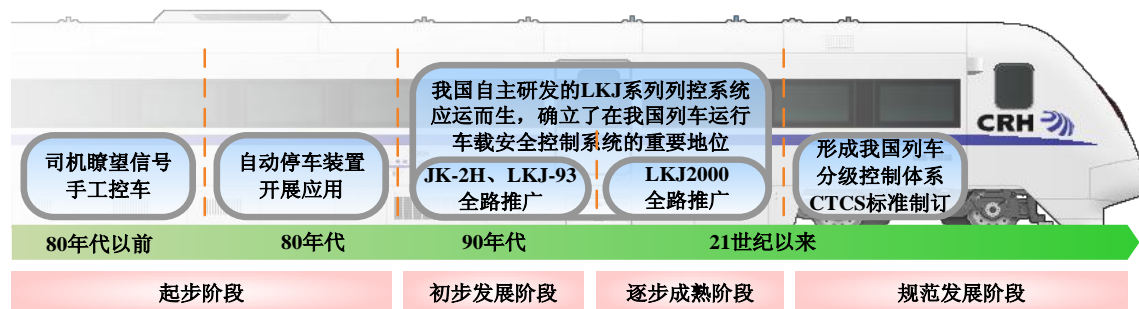 我国自主研发的LKJ系列列控系统
应运而生，确立了在我国列车运行
车载安全控制系统的重要地位
司机瞭望信号
手工控车
自动停车装置
开展应用
JK-2H、LKJ-93
全路推广
LKJ2000
全路推广
形成我国列车
分级控制体系
CTCS标准制订
CRH
80年代以前
80年代
90年代
21世纪以来
起步阶段
初步发展阶段
逐步成熟阶段
规范发展阶段